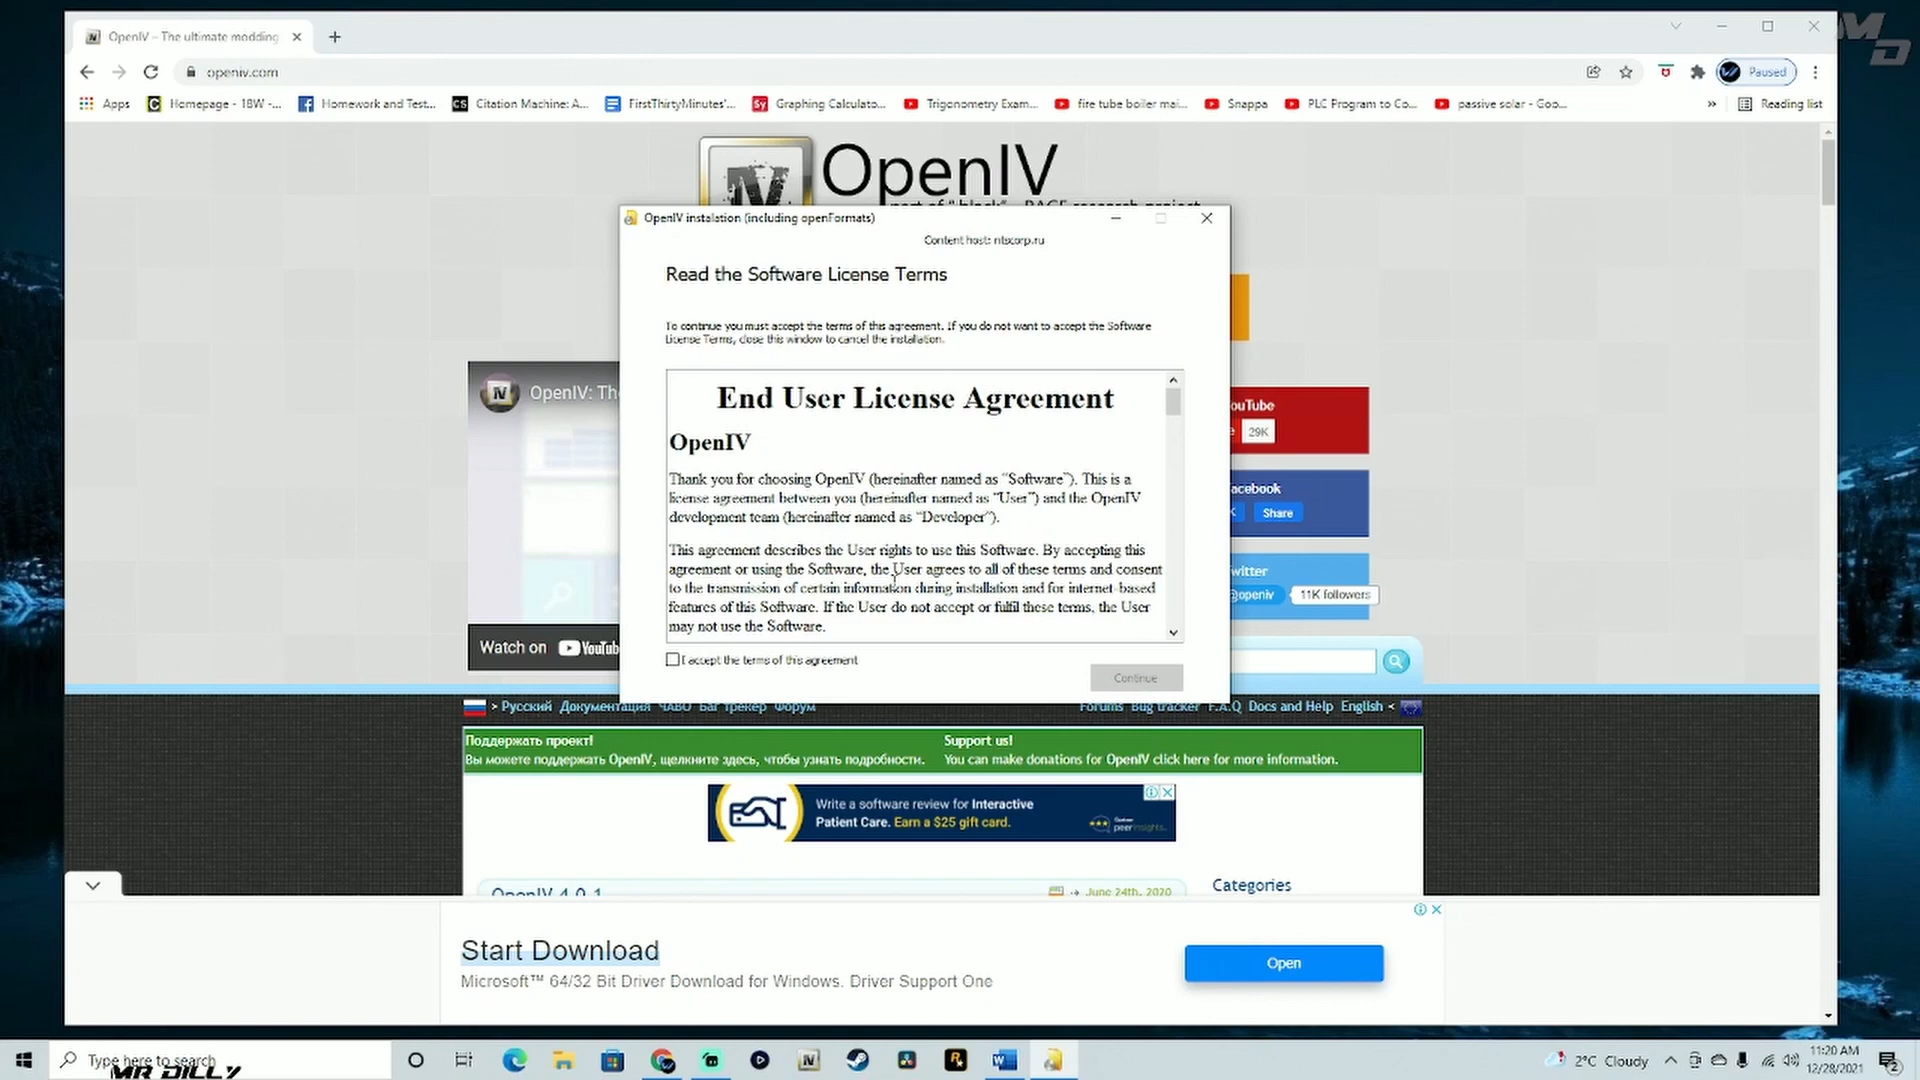 OpenIV – The ultimate modding
openiv.com
Paused
Apps
Homepage - 18W -...
Homework and Test...
Citation Machine: A...
FirstThirtyMinutes'...
Graphing Calculato...
Trigonometry Exam...
fire tube boiler mai...
Snappa
PLC Program to Co...
passive solar - Goo...
»
Reading list
MD
OpenIV
OpenIV instalation (including openFormats)
Content host: ntscorp.ru
Read the Software License Terms
To continue you must accept the terms of this agreement. If you do not want to accept the Software
License Terms, close this window to cancel the installation.
End User License Agreement
OpenIV
Thank you for choosing OpenIV (hereinafter named as “Software”). This is a
license agreement between you (hereinafter named as “User”) and the OpenIV
development team (hereinafter named as “Developer”).
This agreement describes the User rights to use this Software. By accepting this
agreement or using the Software, the User agrees to all of these terms and consent
to the transmission of certain information during installation and for internet-based
features of this Software. If the User do not accept or fulfil these terms, the User
may not use the Software.
I accept the terms of this agreement
Continue
OpenIV: The
Watch on YouTube
ouTube
29K
acebook
K Share
witter
@openiv 11K followers
> Русский Документация ЧАВО Баг трекер Форум
Forums Bug tracker F.A.Q Docs and Help English <
Поддержать проект!
Вы можете поддержать OpenIV, щелкните здесь, чтобы узнать подробности.
Support us!
You can make donations for OpenIV click here for more information.
Write a software review for Interactive
Patient Care. Earn a $25 gift card.
Gartner
peerinsights.
OpenIV 4.0.1
June 24th, 2020
Categories
Start Download
Microsoft™ 64/32 Bit Driver Download for Windows. Driver Support One
Open
Type here to search
MR DILLY
2°C Cloudy
11:20 AM
12/28/2021
2